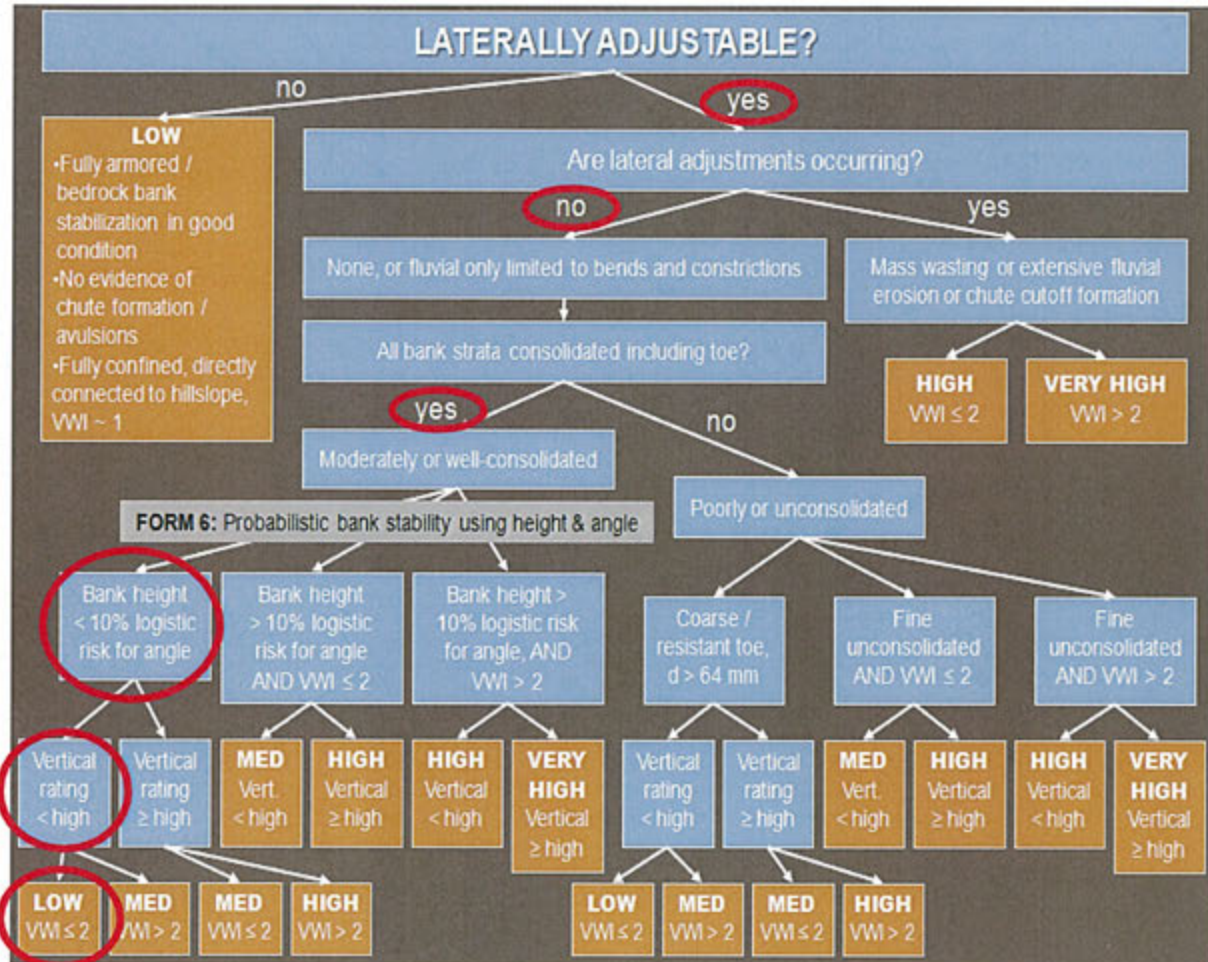 LATERALLY ADJUSTABLE?
no
yes
LOW
•Fully armored /
bedrock bank
stabilization in good
condition
•No evidence of
chute formation /
avulsions
•Fully confined, directly
connected to hillslope,
VWI ~ 1
Are lateral adjustments occurring?
no
yes
None, or fluvial only limited to bends and constrictions
Mass wasting or extensive fluvial
erosion or chute cutoff formation
All bank strata consolidated including toe?
HIGH
VWI ≤ 2
VERY HIGH
VWI > 2
yes
no
Moderately or well-consolidated
Poorly or unconsolidated
FORM 6: Probabilistic bank stability using height & angle
Bank height
< 10% logistic
risk for angle
Bank height
> 10% logistic
risk for angle
AND VWI ≤ 2
Bank height >
10% logistic risk
for angle, AND
VWI > 2
Coarse /
resistant toe,
d > 64 mm
Fine
unconsolidated
AND VWI ≤ 2
Fine
unconsolidated
AND VWI > 2
Vertical
rating
< high
Vertical
rating
≥ high
MED
Vert.
< high
HIGH
Vertical
≥ high
HIGH
Vertical
< high
VERY
HIGH
Vertical
≥ high
Vertical
rating
< high
Vertical
rating
≥ high
MED
Vert.
< high
HIGH
Vertical
≥ high
HIGH
Vertical
< high
VERY
HIGH
Vertical
≥ high
LOW
VWI ≤ 2
MED
VWI > 2
MED
VWI ≤ 2
HIGH
VWI > 2
LOW
VWI ≤ 2
MED
VWI > 2
MED
VWI ≤ 2
HIGH
VWI > 2